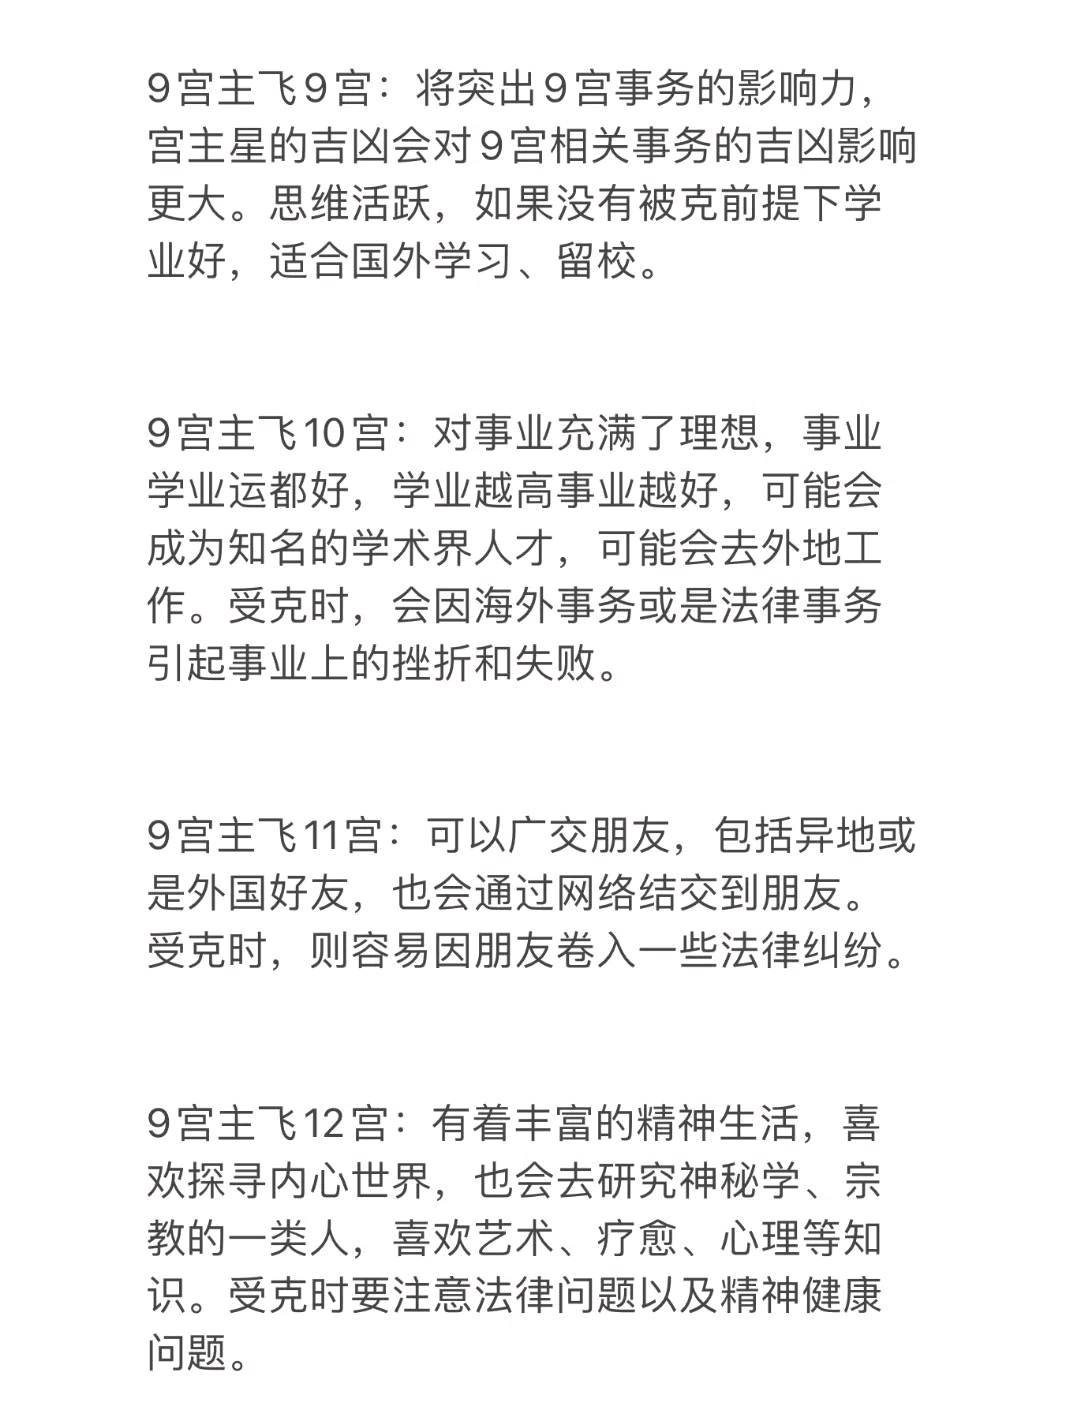 9宫主飞9宫：将突出9宫事务的影响力，
宫主星的吉凶会对9宫相关事务的吉凶影响
更大。思维活跃，如果没有被克前提下学
业好，适合国外学习、留校。
9宫主飞10宫：对事业充满了理想，事业
学业运都好，学业越高事业越好，可能会
成为知名的学术界人才，可能会去外地工
作。受克时，会因海外事务或是法律事务
引起事业上的挫折和失败。
9宫主飞11宫：可以广交朋友，包括异地或
是外国好友，也会通过网络结交到朋友。
受克时，则容易因朋友卷入一些法律纠纷。
9宫主飞12宫：有着丰富的精神生活，喜
欢探寻内心世界，也会去研究神秘学、宗
教的一类人，喜欢艺术、疗愈、心理等知
识。受克时要注意法律问题以及精神健康
问题。